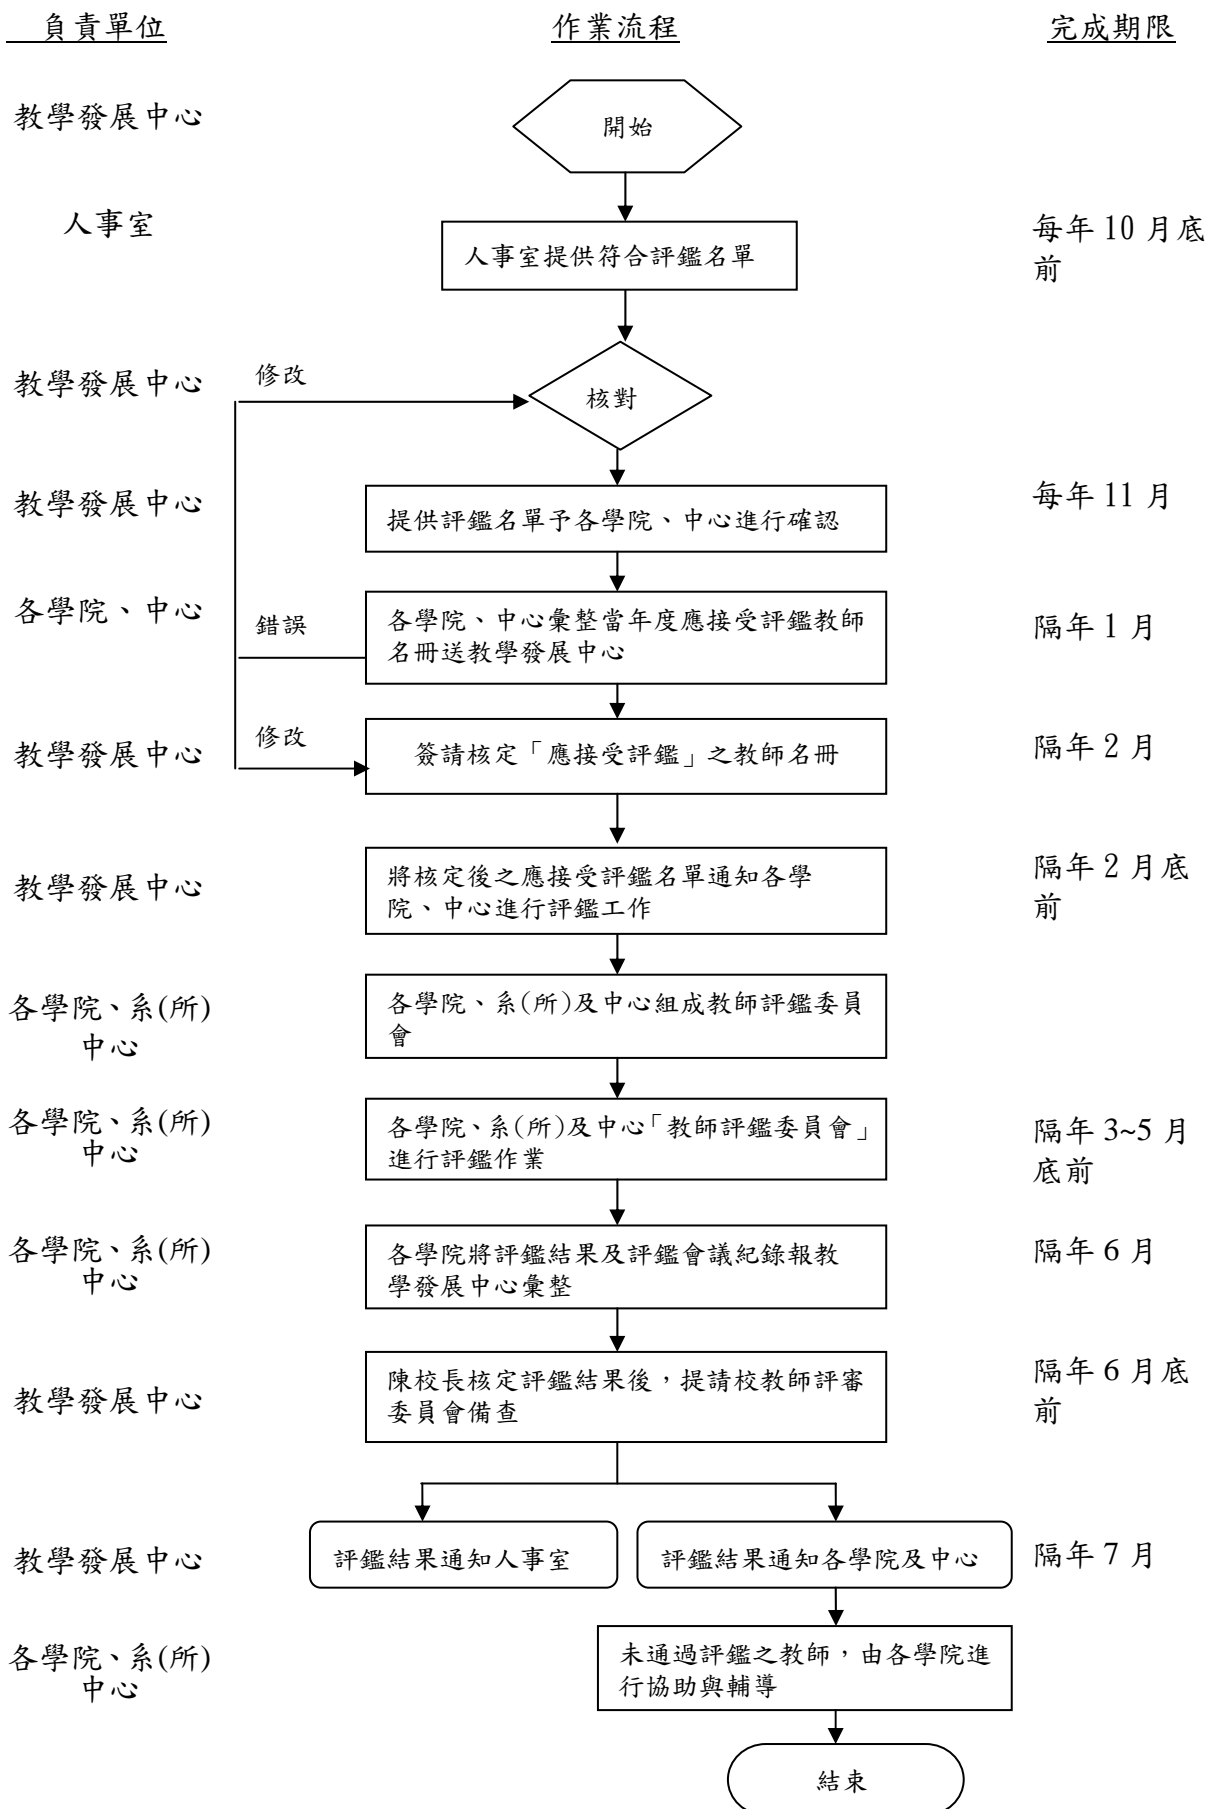 負責單位
作業流程
完成期限
教學發展中心
開始
人事室
人事室提供符合評鑑名單
每年 10 月底
前
教學發展中心
修改
核對
教學發展中心
提供評鑑名單予各學院、中心進行確認
每年 11 月
各學院、中心
錯誤
各學院、中心彙整當年度應接受評鑑教師
名冊送教學發展中心
隔年 1 月
教學發展中心
修改
簽請核定「應接受評鑑」之教師名冊
隔年 2 月
教學發展中心
將核定後之應接受評鑑名單通知各學
院、中心進行評鑑工作
隔年 2 月底
前
各學院、系(所)
中心
各學院、系(所)及中心組成教師評鑑委員
會
各學院、系(所)
中心
各學院、系(所)及中心「教師評鑑委員會」
進行評鑑作業
隔年 3~5 月
底前
各學院、系(所)
中心
各學院將評鑑結果及評鑑會議紀錄報教
學發展中心彙整
隔年 6 月
教學發展中心
陳校長核定評鑑結果後，提請校教師評審
委員會備查
隔年 6 月底
前
教學發展中心
評鑑結果通知人事室
評鑑結果通知各學院及中心
隔年 7 月
各學院、系(所)
中心
未通過評鑑之教師，由各學院進
行協助與輔導
結束